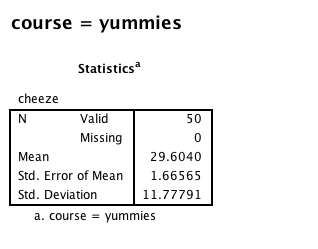 course = yummies
Statisticsa
cheeze
N Valid 50
Missing 0
Mean 29.6040
Std. Error of Mean 1.66565
Std. Deviation 11.77791
a. course = yummies